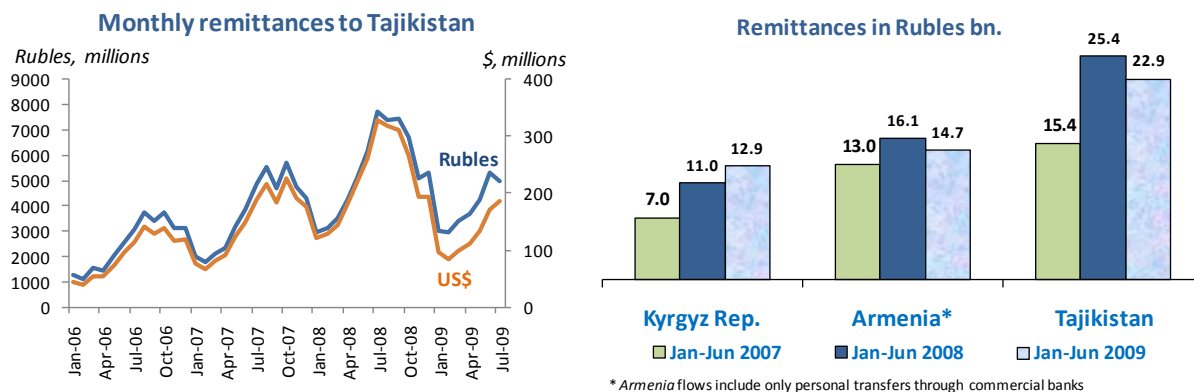 Monthly remittances to Tajikistan
Rubles, millions
$, millions
9000
8000
7000
6000
5000
4000
3000
2000
1000
0
400
300
200
100
0
Rubles
US$
Jan-06
Apr-06
Jul-06
Oct-06
Jan-07
Apr-07
Jul-07
Oct-07
Jan-08
Apr-08
Jul-08
Oct-08
Jan-09
Apr-09
Jul-09
Remittances in Rubles bn.
7.0
11.0
12.9
13.0
16.1
14.7
15.4
25.4
22.9
Kyrgyz Rep.
Armenia*
Tajikistan
Jan-Jun 2007
Jan-Jun 2008
Jan-Jun 2009
* Armenia flows include only personal transfers through commercial banks